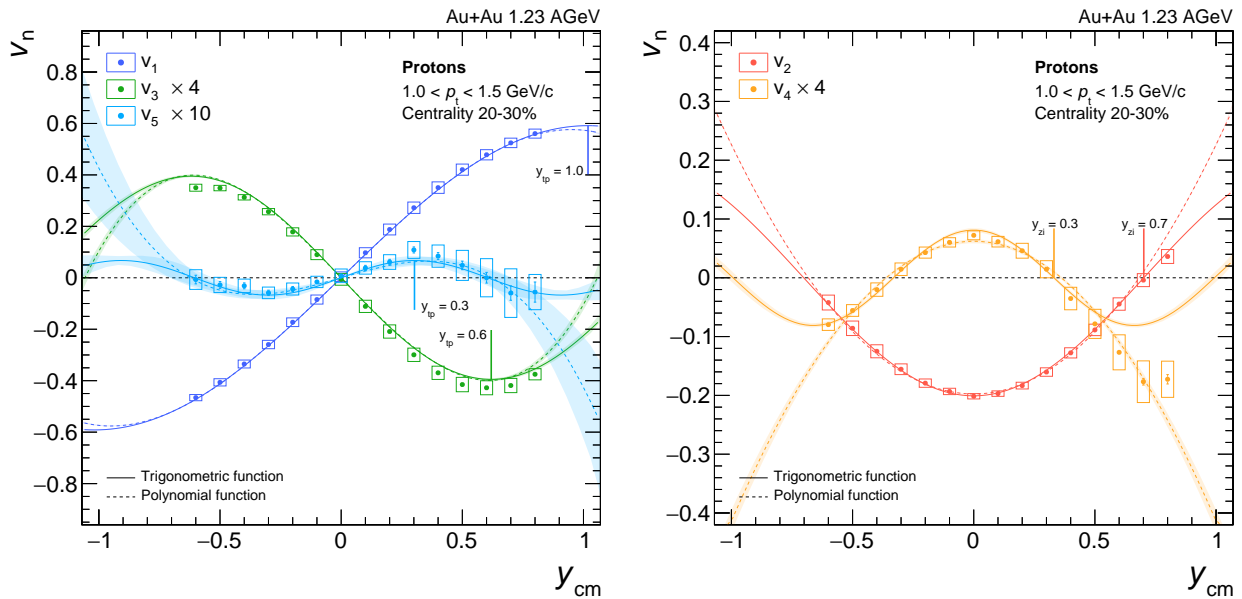 Au+Au 1.23 AGeV
v_n
v_1
v_3 × 4
v_5 × 10
Protons
1.0 < p_t < 1.5 GeV/c
Centrality 20-30%
y_tp = 1.0
y_tp = 0.3
y_tp = 0.6
0.8
0.6
0.4
0.2
0
−0.2
−0.4
−0.6
−0.8
Trigonometric function
Polynomial function
−1 −0.5 0 0.5 1
y_cm
Au+Au 1.23 AGeV
v_n
v_2
v_4 × 4
Protons
1.0 < p_t < 1.5 GeV/c
Centrality 20-30%
y_zi = 0.3
y_zi = 0.7
0.4
0.3
0.2
0.1
0
−0.1
−0.2
−0.3
−0.4
Trigonometric function
Polynomial function
−1 −0.5 0 0.5 1
y_cm